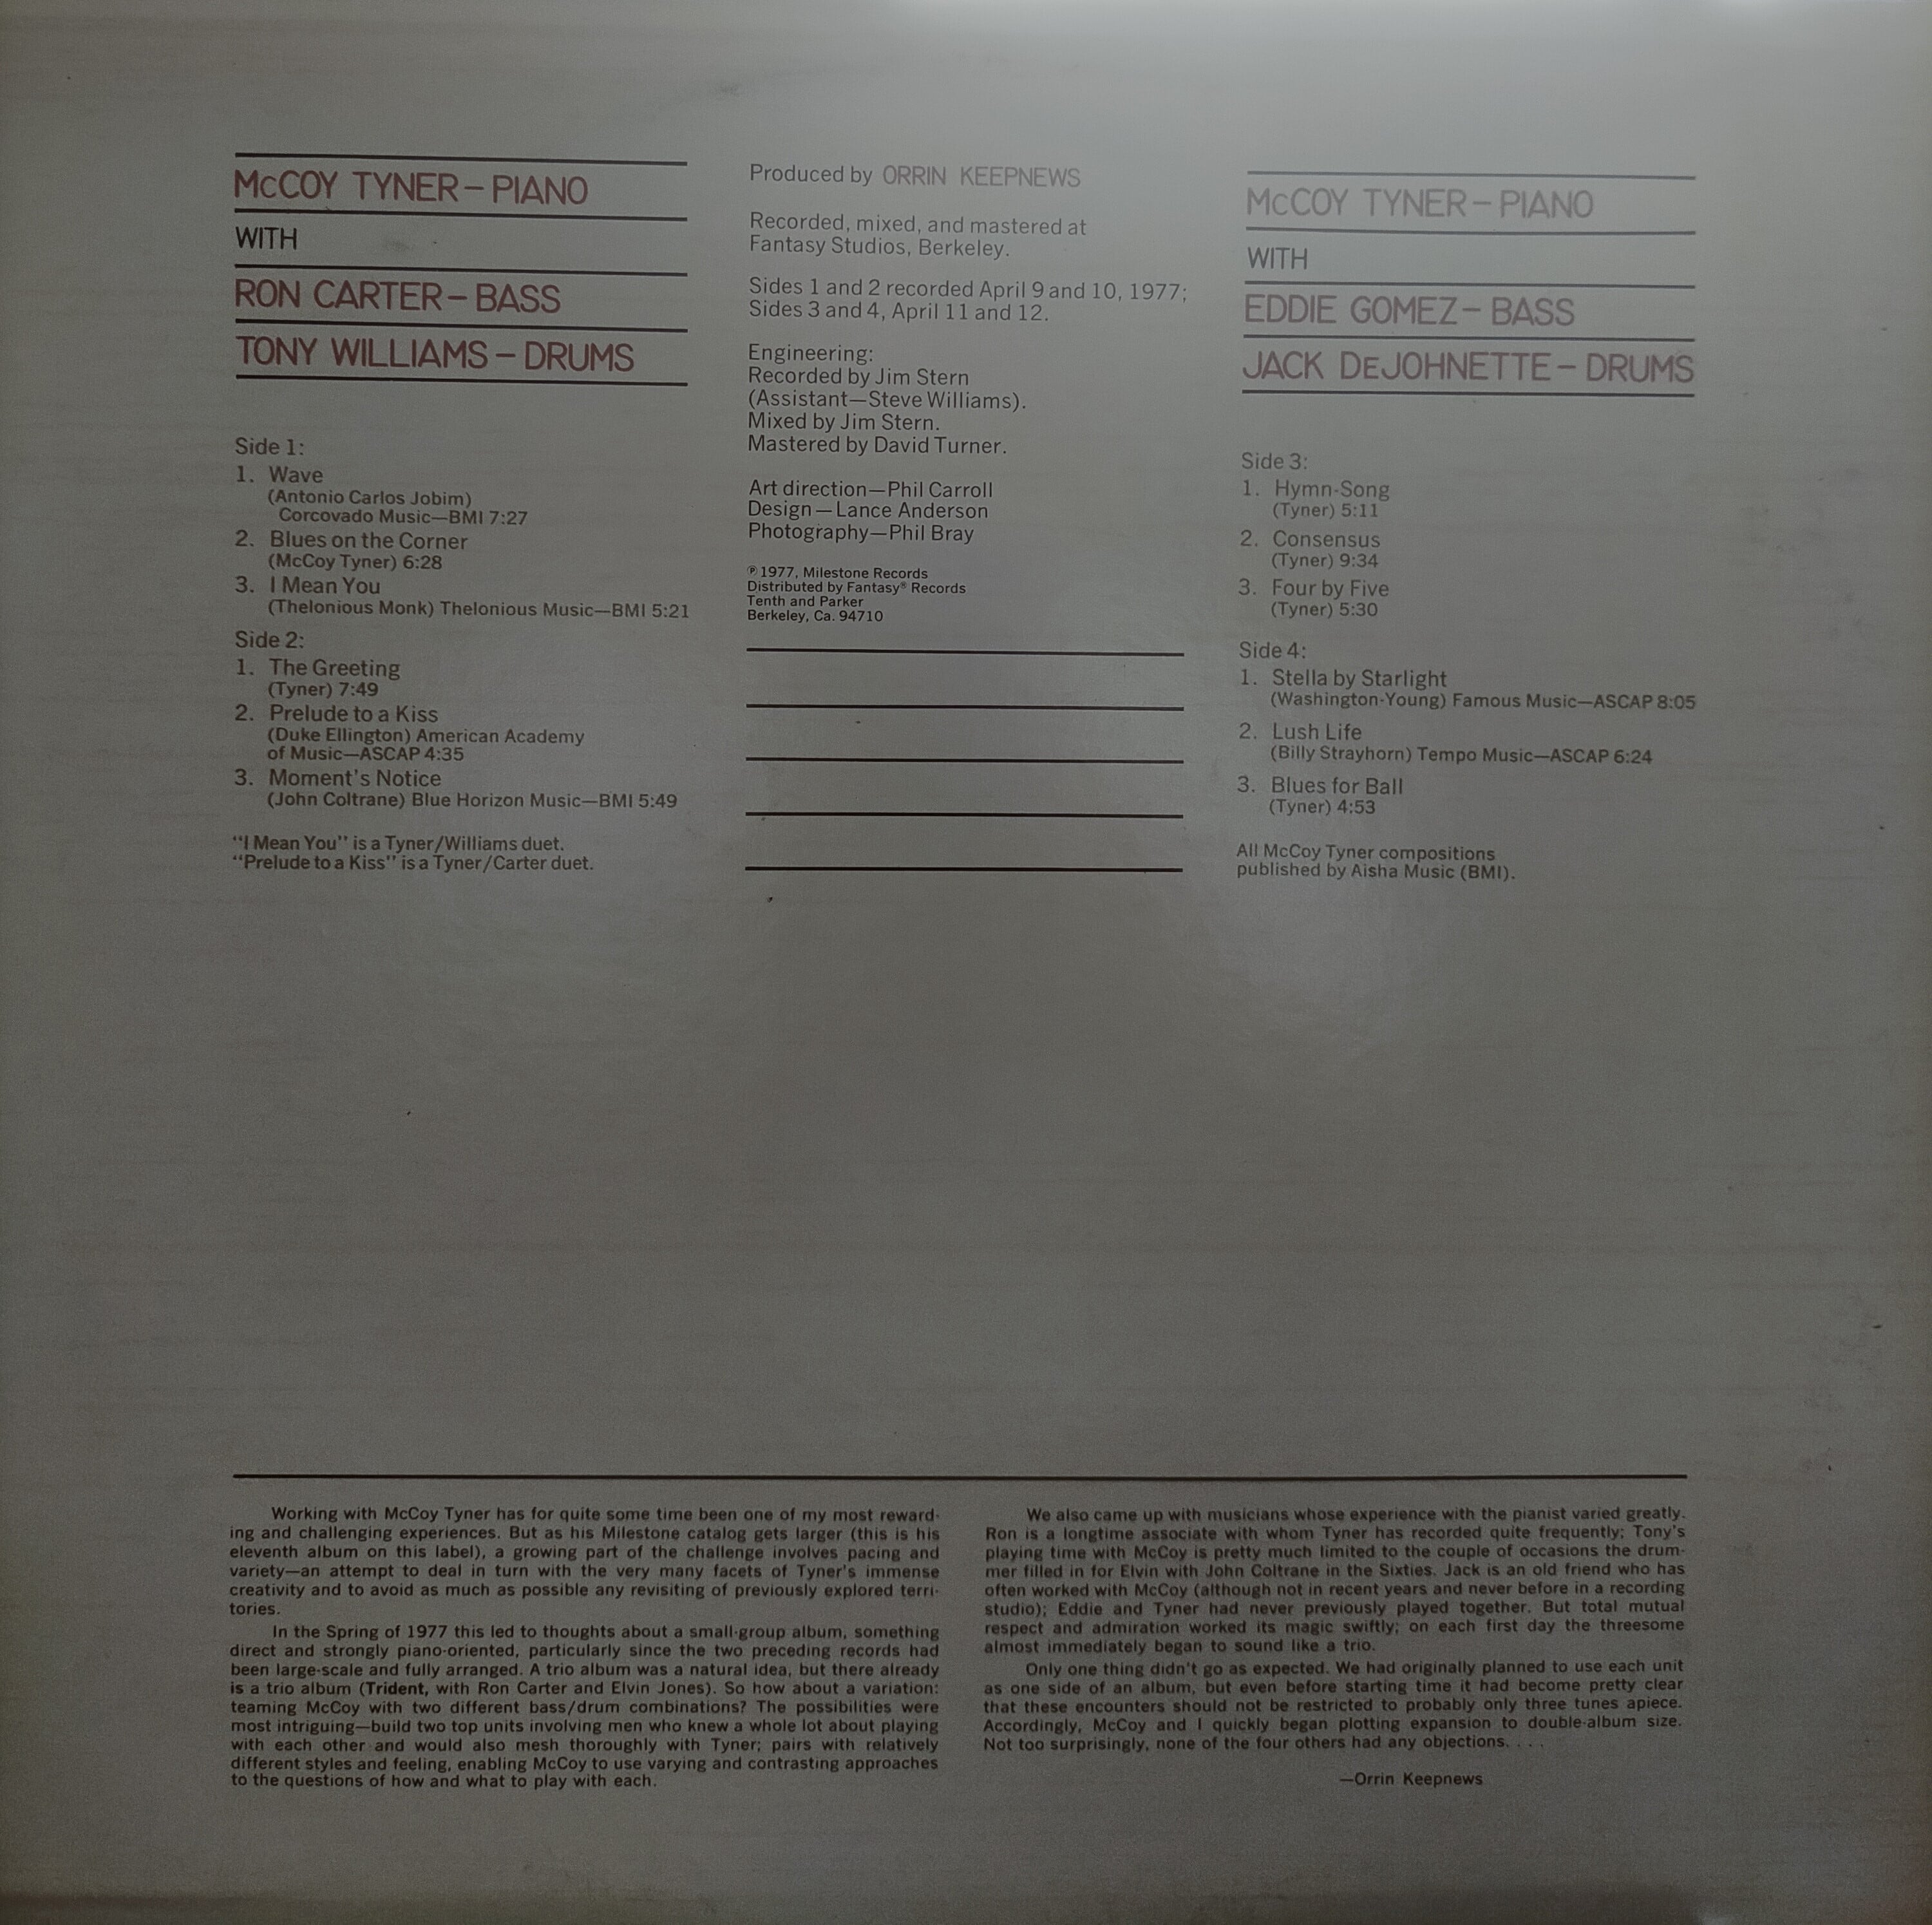 McCOY TYNER – PIANO
WITH
RON CARTER – BASS
TONY WILLIAMS – DRUMS
Side 1:
1. Wave
(Antonio Carlos Jobim)
Corcovado Music—BMI 7:27
2. Blues on the Corner
(McCoy Tyner) 6:28
3. I Mean You
(Thelonious Monk) Thelonious Music—BMI 5:21
Side 2:
1. The Greeting
(Tyner) 7:49
2. Prelude to a Kiss
(Duke Ellington) American Academy
of Music—ASCAP 4:35
3. Moment's Notice
(John Coltrane) Blue Horizon Music—BMI 5:49
"I Mean You" is a Tyner/Williams duet.
"Prelude to a Kiss" is a Tyner/Carter duet.
Produced by ORRIN KEEPNEWS
Recorded, mixed, and mastered at
Fantasy Studios, Berkeley.
Sides 1 and 2 recorded April 9 and 10, 1977;
Sides 3 and 4, April 11 and 12.
Engineering:
Recorded by Jim Stern
(Assistant—Steve Williams).
Mixed by Jim Stern.
Mastered by David Turner.
Art direction—Phil Carroll
Design—Lance Anderson
Photography—Phil Bray
℗ 1977, Milestone Records
Distributed by Fantasy® Records
Tenth and Parker
Berkeley, Ca. 94710
McCOY TYNER – PIANO
WITH
EDDIE GOMEZ – BASS
JACK DeJOHNETTE – DRUMS
Side 3:
1. Hymn-Song
(Tyner) 5:11
2. Consensus
(Tyner) 9:34
3. Four by Five
(Tyner) 5:30
Side 4:
1. Stella by Starlight
(Washington-Young) Famous Music—ASCAP 8:05
2. Lush Life
(Billy Strayhorn) Tempo Music—ASCAP 6:24
3. Blues for Ball
(Tyner) 4:53
All McCoy Tyner compositions
published by Aisha Music (BMI).
Working with McCoy Tyner has for quite some time been one of my most reward-
ing and challenging experiences. But as his Milestone catalog gets larger (this is his
eleventh album on this label), a growing part of the challenge involves pacing and
variety—an attempt to deal in turn with the very many facets of Tyner's immense
creativity and to avoid as much as possible any revisiting of previously explored terri-
tories.
In the Spring of 1977 this led to thoughts about a small-group album, something
direct and strongly piano-oriented, particularly since the two preceding records had
been large-scale and fully arranged. A trio album was a natural idea, but there already
is a trio album (Trident, with Ron Carter and Elvin Jones). So how about a variation:
teaming McCoy with two different bass/drum combinations? The possibilities were
most intriguing—build two top units involving men who knew a whole lot about playing
with each other and would also mesh thoroughly with Tyner; pairs with relatively
different styles and feeling, enabling McCoy to use varying and contrasting approaches
to the questions of how and what to play with each.
We also came up with musicians whose experience with the pianist varied greatly.
Ron is a longtime associate with whom Tyner has recorded quite frequently; Tony's
playing time with McCoy is pretty much limited to the couple of occasions the drum-
mer filled in for Elvin with John Coltrane in the Sixties. Jack is an old friend who has
often worked with McCoy (although not in recent years and never before in a recording
studio); Eddie and Tyner had never previously played together. But total mutual
respect and admiration worked its magic swiftly; on each first day the threesome
almost immediately began to sound like a trio.
Only one thing didn't go as expected. We had originally planned to use each unit
as one side of an album, but even before starting time it had become pretty clear
that these encounters should not be restricted to probably only three tunes apiece.
Accordingly, McCoy and I quickly began plotting expansion to double-album size.
Not too surprisingly, none of the four others had any objections. . . .
—Orrin Keepnews